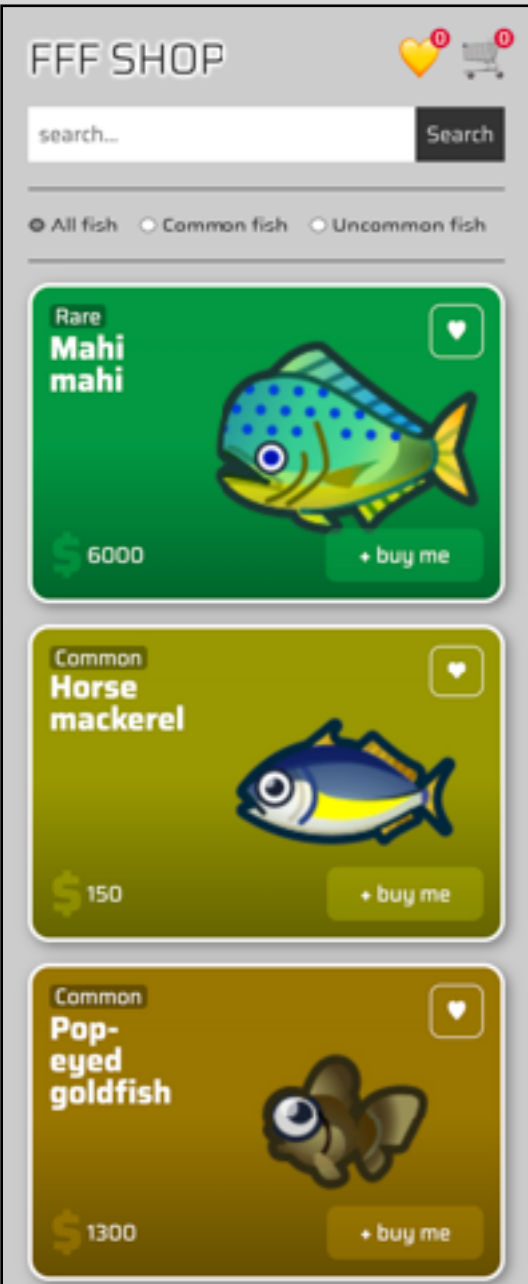 FFF SHOP
0
0
search...
Search
All fish
Common fish
Uncommon fish
Rare
Mahi
mahi
$ 6000
+ buy me
Common
Horse
mackerel
$ 150
+ buy me
Common
Pop-
eyed
goldfish
$ 1300
+ buy me